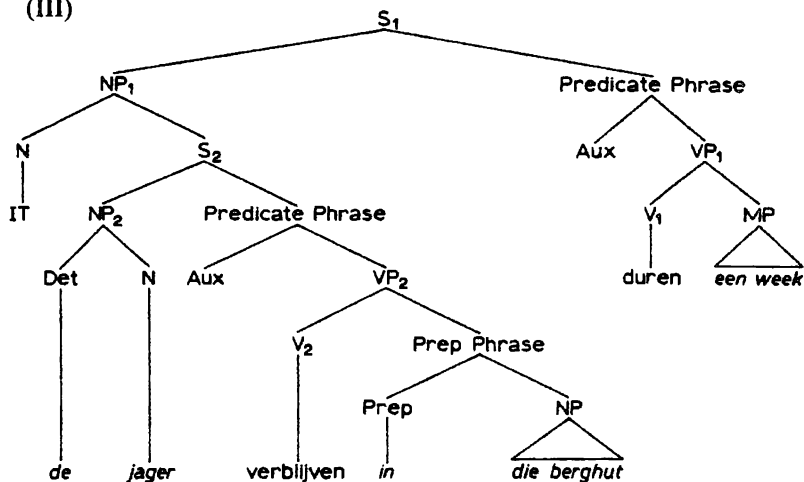 (III)
S₁
NP₁ Predicate Phrase
N S₂ Aux VP₁
IT NP₂ Predicate Phrase V₁ MP
Det N Aux VP₂ duren een week
V₂ Prep Phrase
Prep NP
de jager verblijven in die berghut